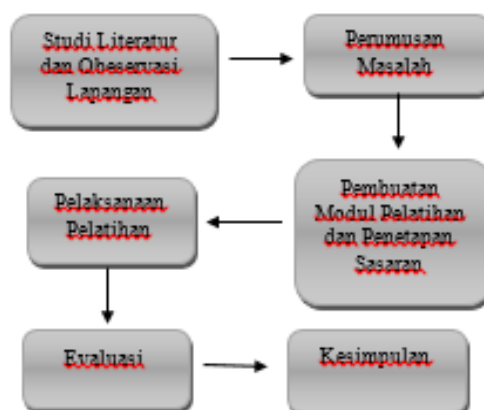 Studi Literatur
dan Obeservasi
Lapangan
Perumusan
Masalah
Pembuatan
Modul Pelatihan
dan Penetapan
Sasaran
Pelaksanaan
Pelatihan
Evaluasi
Kesimpulan